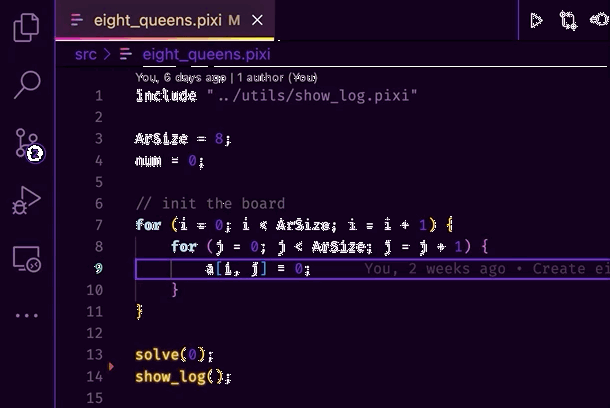 eight_queens.pixi M ×
src > eight_queens.pixi
You, 6 days ago | 1 author (You)
1 include "../utils/show_log.pixi"
2
3 ArSize = 8;
4 num = 0;
5
6 // init the board
7 for (i = 0; i < ArSize; i = i + 1) {
8 for (j = 0; j < ArSize; j = j + 1) {
9 a[i, j] = 0; You, 2 weeks ago • Create ei
10 }
11 }
12
13 solve(0);
14 show_log();
15